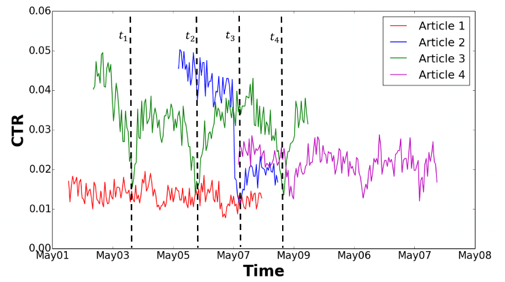 0.06
0.05
0.04
0.03
0.02
0.01
0.00
CTR
t1
t2
t3
t4
Article 1
Article 2
Article 3
Article 4
May01 May03 May05 May07 May09 May06 May07 May08
Time